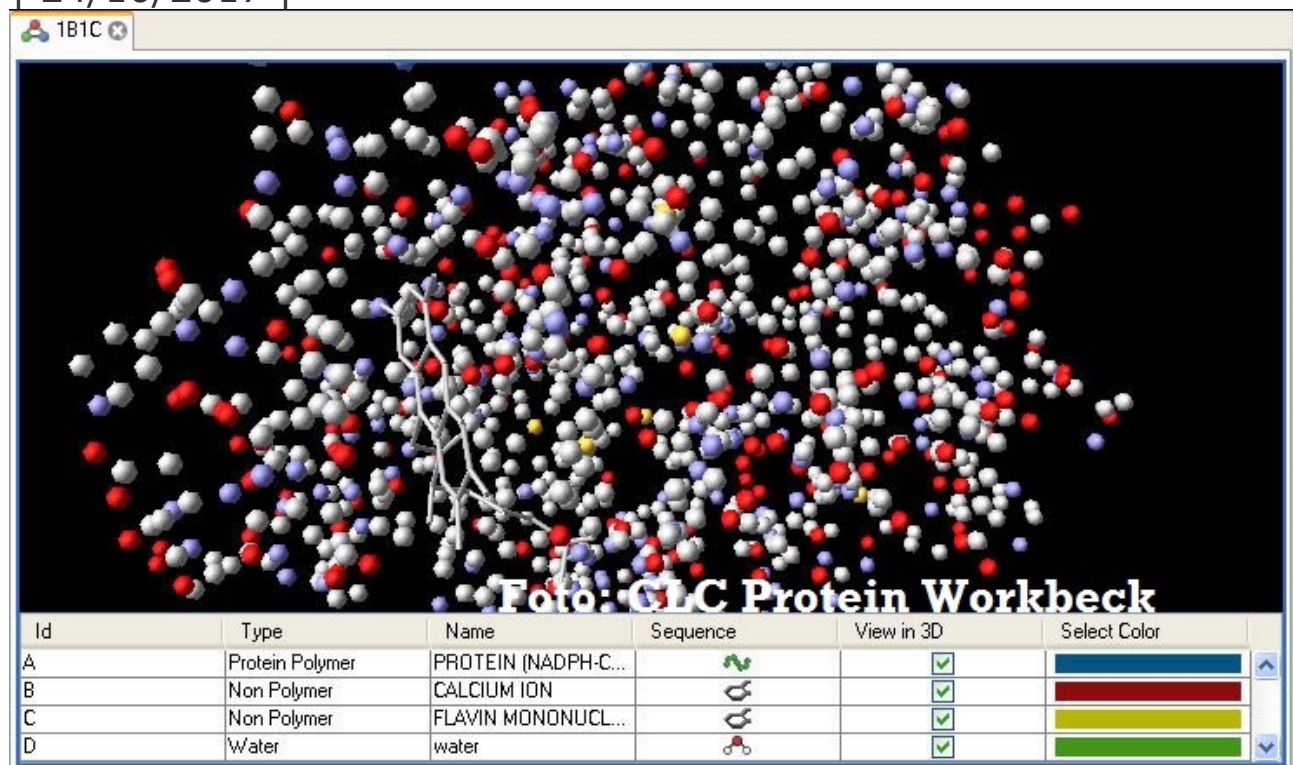 1B1C
Foto: CLC Protein Workbeck
Id Type Name Sequence View in 3D Select Color
A Protein Polymer PROTEIN (NADPH-C...
B Non Polymer CALCIUM ION
C Non Polymer FLAVIN MONONUCL...
D Water water